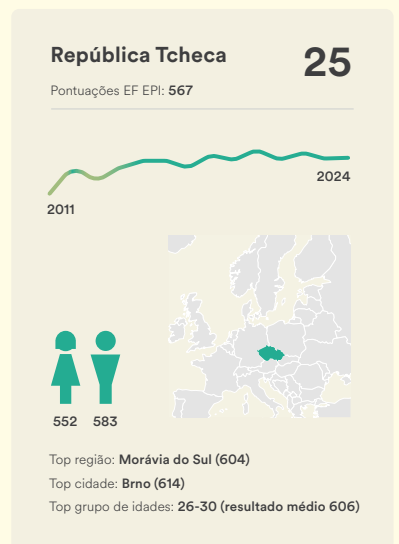 República Tcheca
25
Pontuações EF EPI: 567
2024
2011
552 583
Top região: Morávia do Sul (604)
Top cidade: Brno (614)
Top grupo de idades: 26-30 (resultado médio 606)